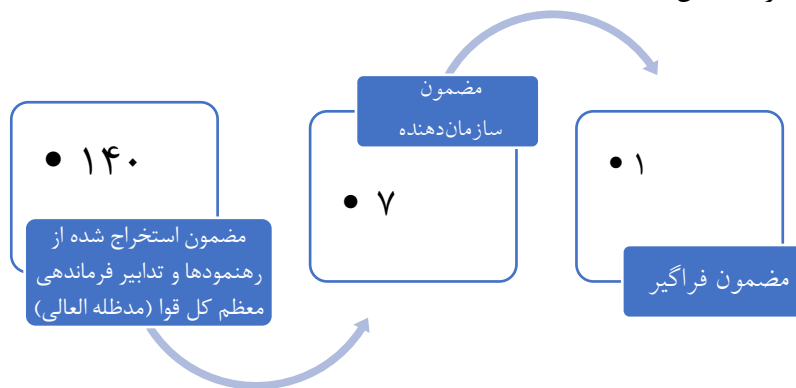 • ۱۴۰
مضمون استخراج شده از
رهنمودها و تدابیر فرماندهی
معظم کل قوا (مدظله العالی)
مضمون
سازمان‌دهنده
• ۷
• ۱
مضمون فراگیر